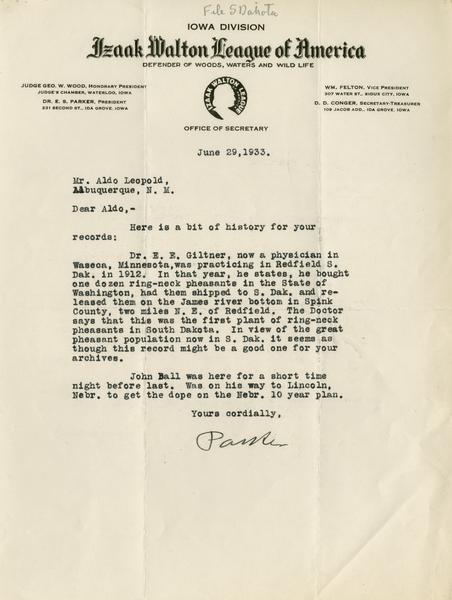 File S Dakota
IOWA DIVISION
Izaak Walton League of America
DEFENDER OF WOODS, WATERS AND WILD LIFE
JUDGE GEO. W. WOOD, HONORARY PRESIDENT
JUDGE'S CHAMBER, WATERLOO, IOWA
DR. E. S. PARKER, PRESIDENT
231 SECOND ST., IDA GROVE, IOWA
IZAAK WALTON LEAGUE
WM. FELTON, VICE PRESIDENT
307 WATER ST., SIOUX CITY, IOWA
D. D. CONGER, SECRETARY-TREASURER
109 JACOB ADD., IDA GROVE, IOWA
OFFICE OF SECRETARY
June 29,1933.
Mr. Aldo Leopold,
Albuquerque, N. M.
Dear Aldo,-
Here is a bit of history for your
records:
Dr. E. E. Giltner, now a physician in
Waseca, Minnesota,was practicing in Redfield S.
Dak. in 1912. In that year, he states, he bought
one dozen ring-neck pheasants in the State of
Washington, had them shipped to S. Dak. and re-
leased them on the James river bottom in Spink
County, two miles N. E. of Redfield. The Doctor
says that this was the first plant of ring-neck
pheasants in South Dakota. In view of the great
pheasant population now in S. Dak. it seems as
though this record might be a good one for your
archives.
John Ball was here for a short time
night before last. Was on his way to Lincoln,
Nebr. to get the dope on the Nebr. 10 year plan.
Yours cordially,
Parker